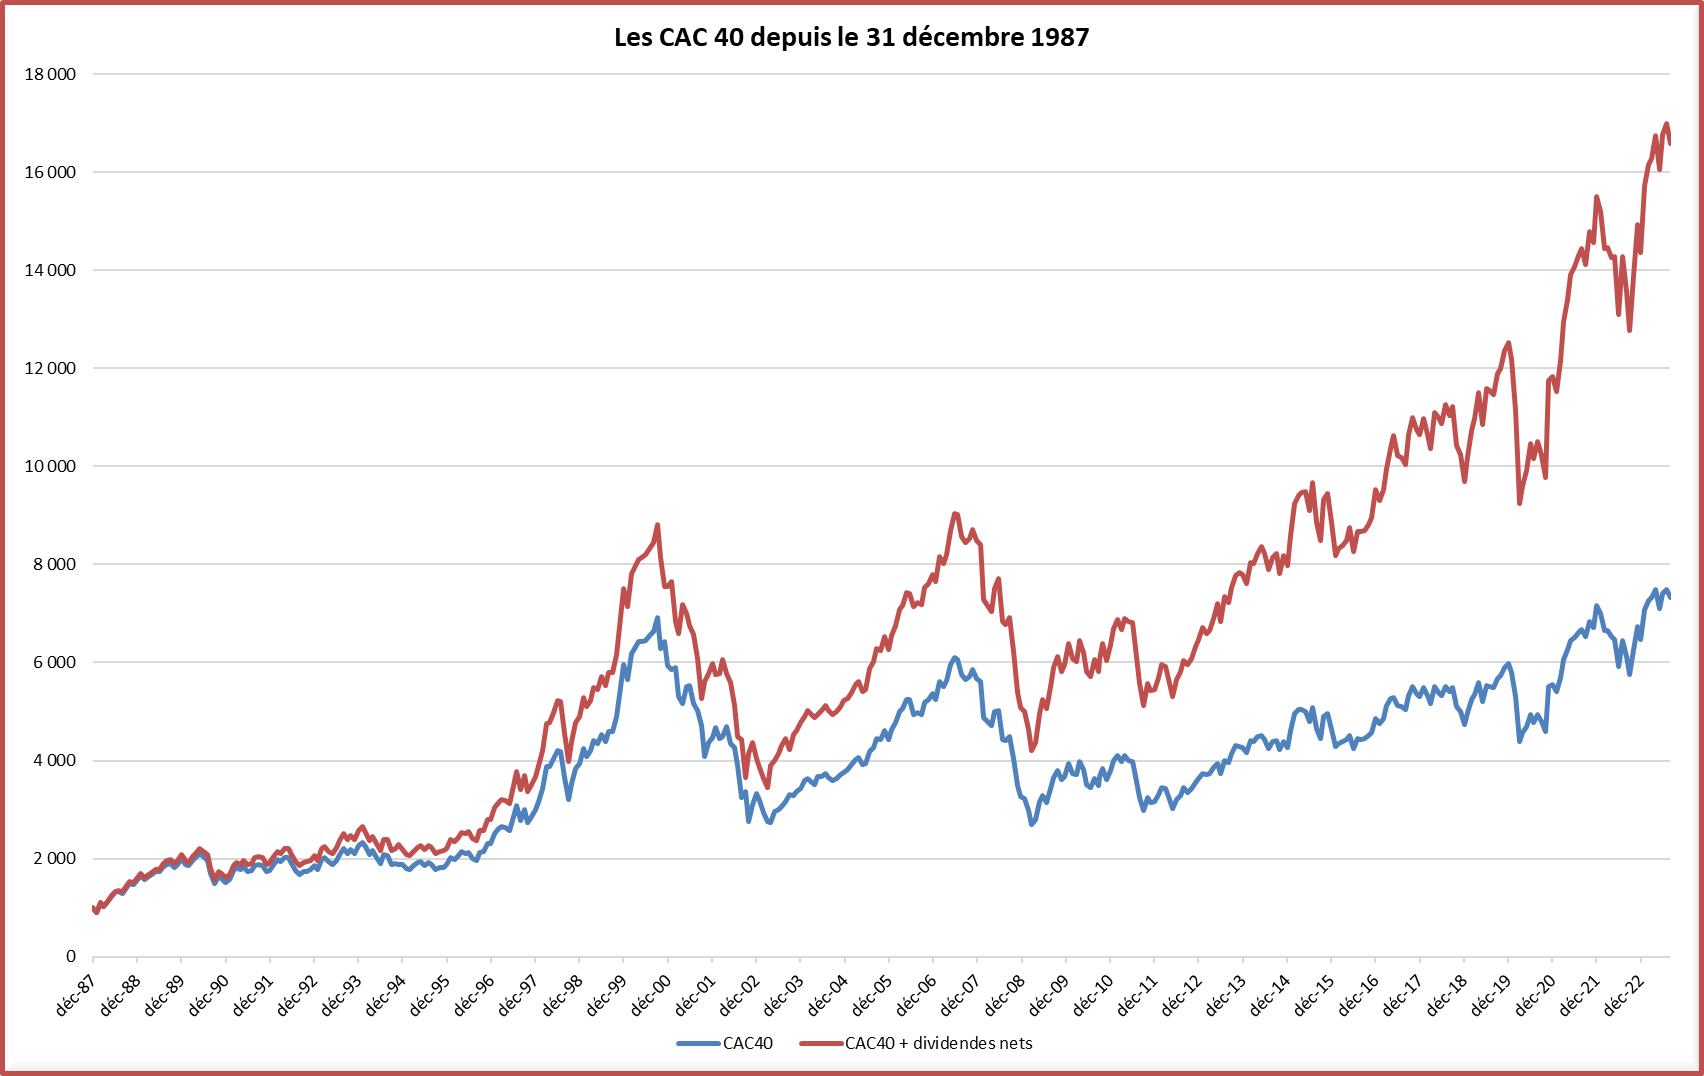 Les CAC 40 depuis le 31 décembre 1987
18 000
16 000
14 000
12 000
10 000
8 000
6 000
4 000
2 000
0
déc-87
déc-88
déc-89
déc-90
déc-91
déc-92
déc-93
déc-94
déc-95
déc-96
déc-97
déc-98
déc-99
déc-00
déc-01
déc-02
déc-03
déc-04
déc-05
déc-06
déc-07
déc-08
déc-09
déc-10
déc-11
déc-12
déc-13
déc-14
déc-15
déc-16
déc-17
déc-18
déc-19
déc-20
déc-21
déc-22
CAC40
CAC40 + dividendes nets